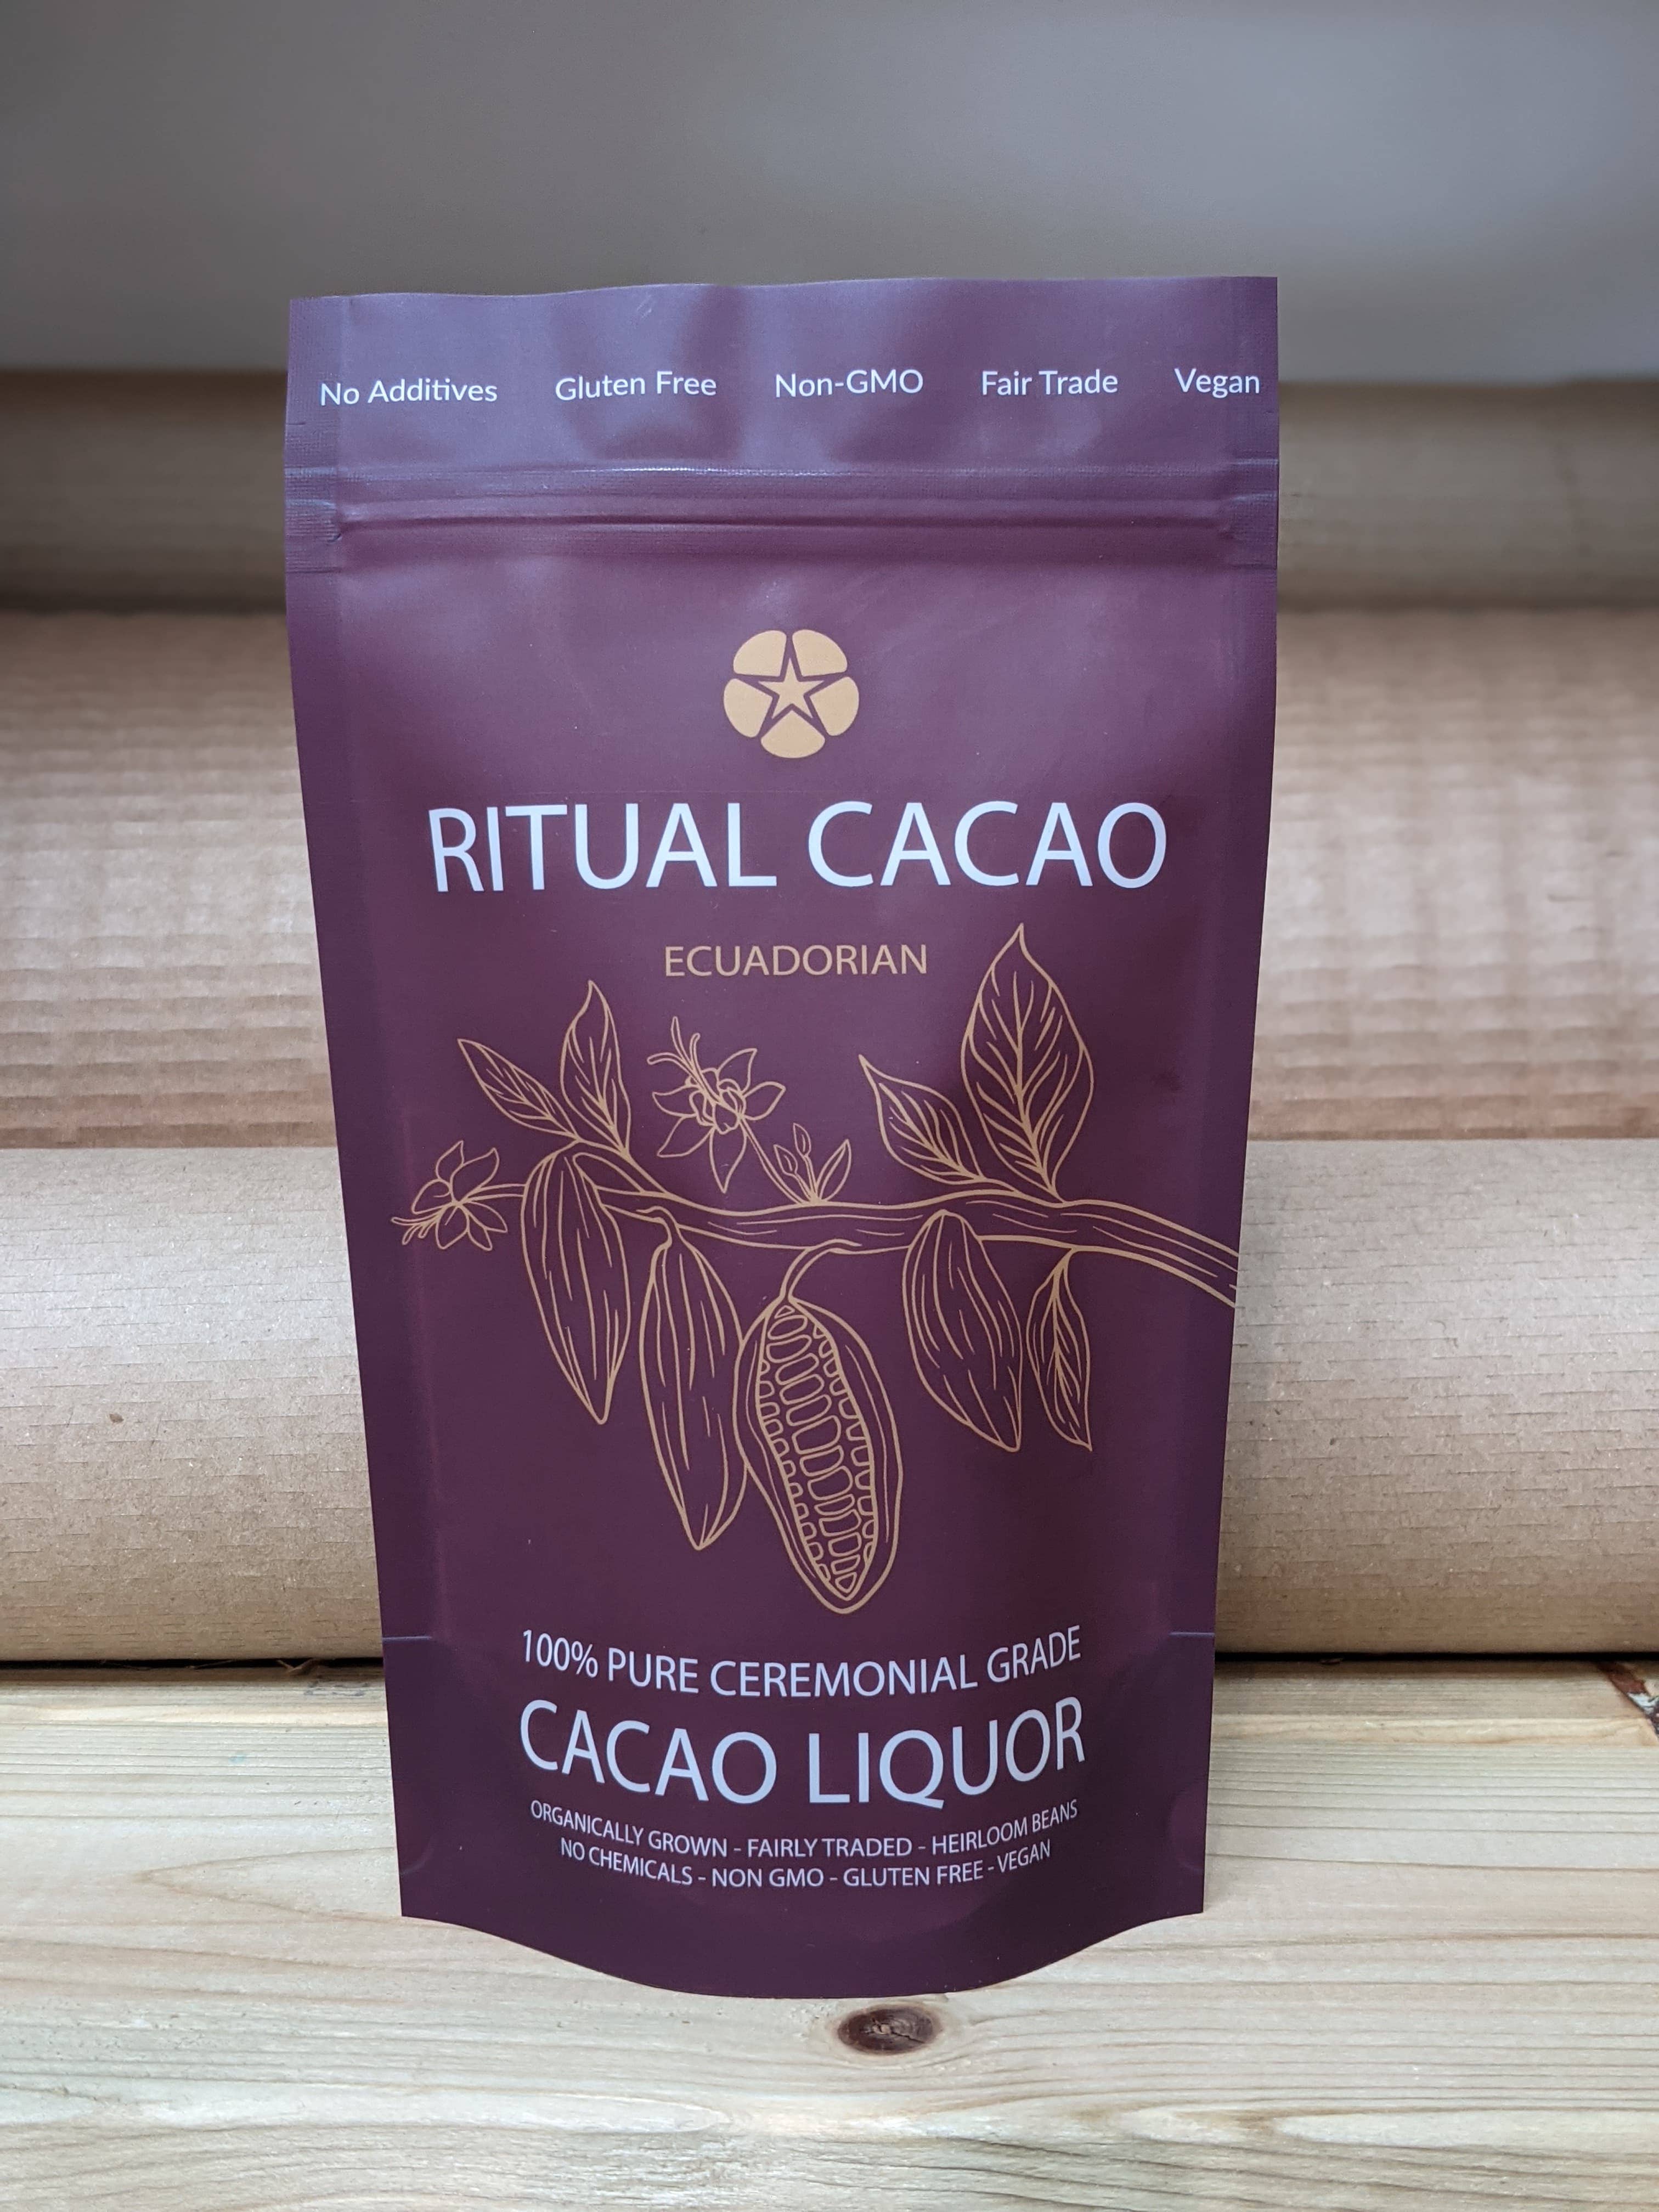 No Additives Gluten Free Non-GMO Fair Trade Vegan
RITUAL CACAO
ECUADORIAN
100% PURE CEREMONIAL GRADE
CACAO LIQUOR
ORGANICALLY GROWN - FAIRLY TRADED - HEIRLOOM BEANS
NO CHEMICALS - NON GMO - GLUTEN FREE - VEGAN